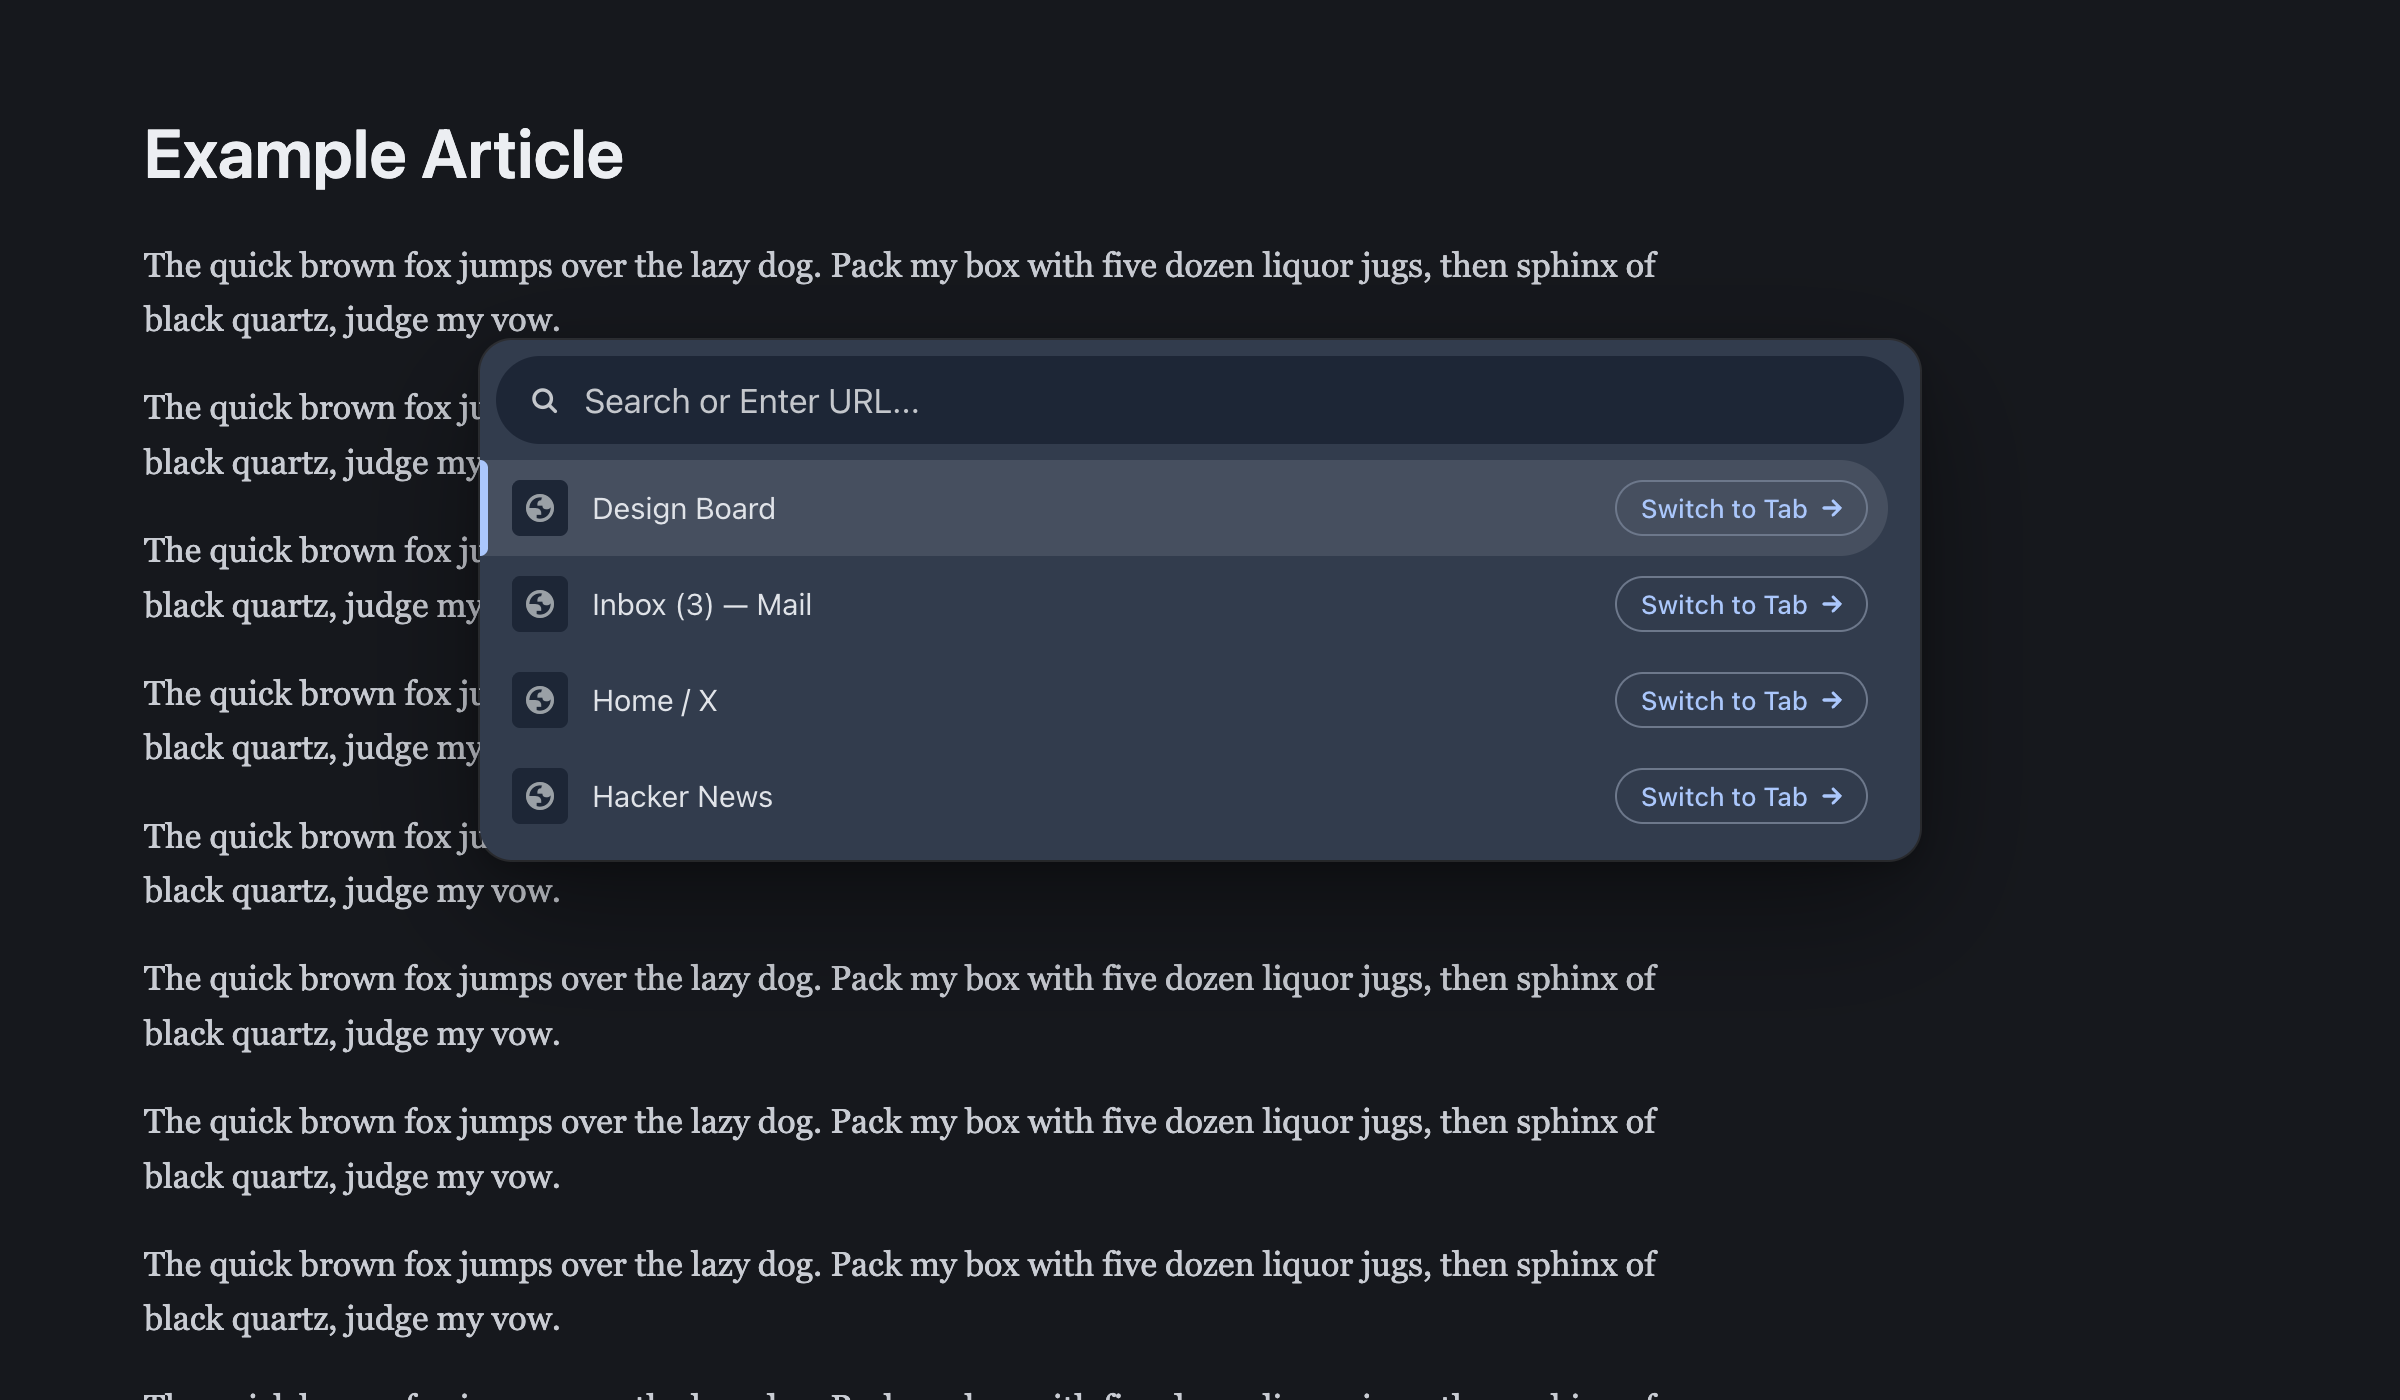 Example Article
The quick brown fox jumps over the lazy dog. Pack my box with five dozen liquor jugs, then sphinx of
black quartz, judge my vow.
Search or Enter URL...
Design Board Switch to Tab →
Inbox (3) — Mail Switch to Tab →
Home / X Switch to Tab →
Hacker News Switch to Tab →
The quick brown fox
black quartz, judge my
The quick brown fox
black quartz, judge my
The quick brown fox
black quartz, judge my
The quick brown fox
black quartz, judge my vow.
The quick brown fox jumps over the lazy dog. Pack my box with five dozen liquor jugs, then sphinx of
black quartz, judge my vow.
The quick brown fox jumps over the lazy dog. Pack my box with five dozen liquor jugs, then sphinx of
black quartz, judge my vow.
The quick brown fox jumps over the lazy dog. Pack my box with five dozen liquor jugs, then sphinx of
black quartz, judge my vow.